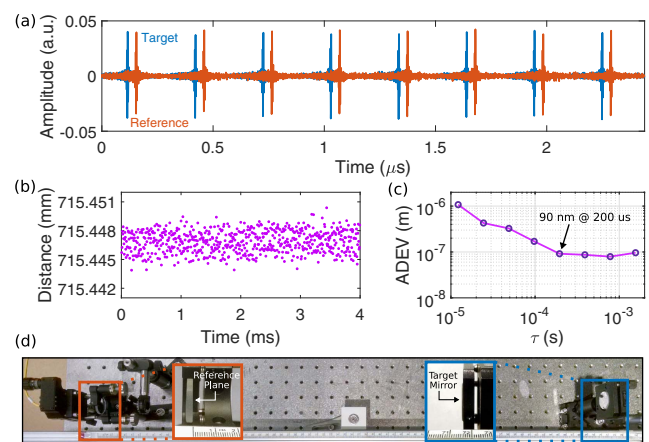 (a)
0.05
0
-0.05
Amplitude (a.u.)
Target
Reference
0
0.5
1
1.5
2
Time (μs)
(b)
715.451
715.448
715.445
715.442
Distance (mm)
0
1
2
3
4
Time (ms)
(c)
10⁻⁶
10⁻⁷
10⁻⁸
ADEV (m)
90 nm @ 200 us
10⁻⁵
10⁻⁴
10⁻³
τ (s)
(d)
Reference
Plane
Target
Mirror